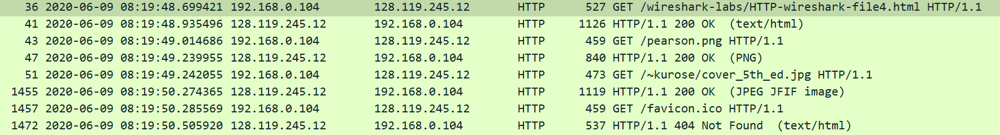 36 2020-06-09 08:19:48.699421 192.168.0.104 128.119.245.12 HTTP 527 GET /wireshark-labs/HTTP-wireshark-file4.html HTTP/1.1
41 2020-06-09 08:19:48.935496 128.119.245.12 192.168.0.104 HTTP 1126 HTTP/1.1 200 OK (text/html)
43 2020-06-09 08:19:49.014686 192.168.0.104 128.119.245.12 HTTP 459 GET /pearson.png HTTP/1.1
47 2020-06-09 08:19:49.239955 128.119.245.12 192.168.0.104 HTTP 840 HTTP/1.1 200 OK (PNG)
51 2020-06-09 08:19:49.242055 192.168.0.104 128.119.245.12 HTTP 473 GET /~kurose/cover_5th_ed.jpg HTTP/1.1
1455 2020-06-09 08:19:50.274365 128.119.245.12 192.168.0.104 HTTP 1119 HTTP/1.1 200 OK (JPEG JFIF image)
1457 2020-06-09 08:19:50.285569 192.168.0.104 128.119.245.12 HTTP 459 GET /favicon.ico HTTP/1.1
1472 2020-06-09 08:19:50.505920 128.119.245.12 192.168.0.104 HTTP 537 HTTP/1.1 404 Not Found (text/html)